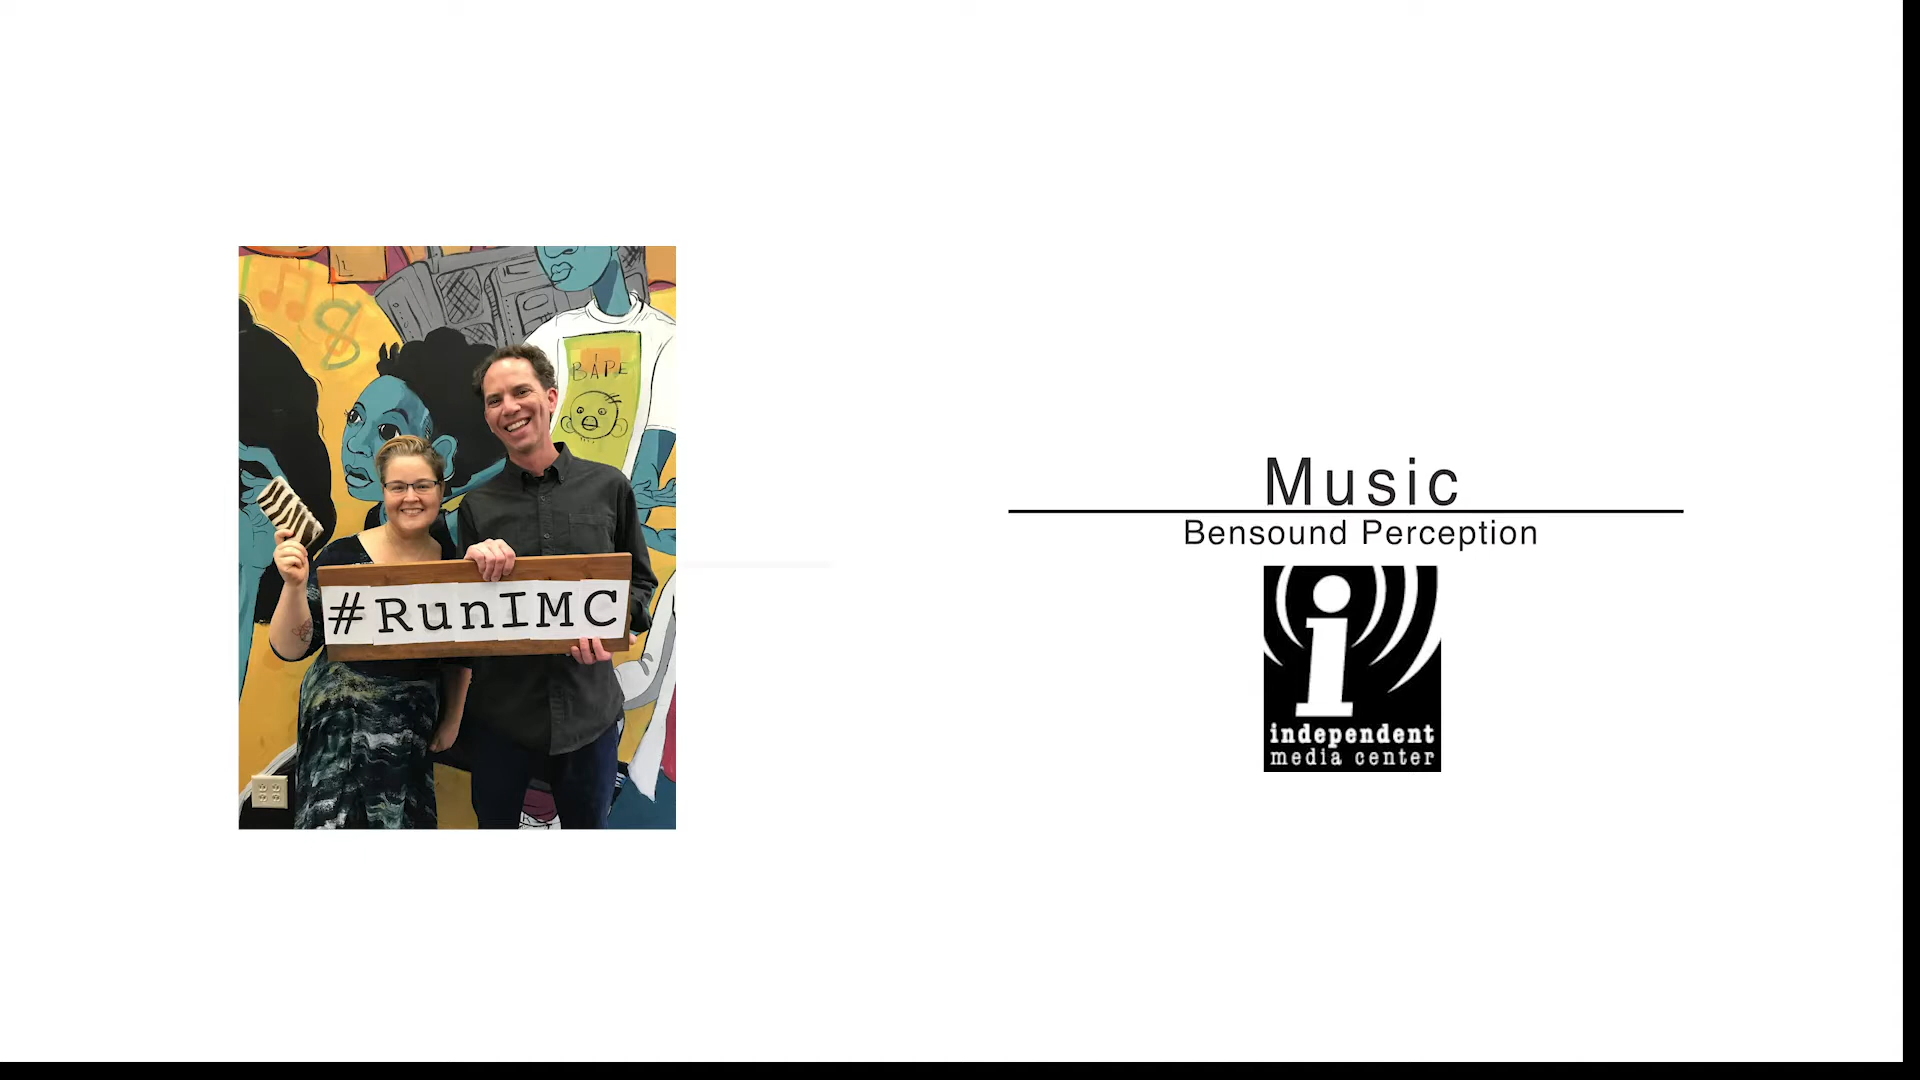 BAPE
#RunIMC
Music
Bensound Perception
i
independent
media center